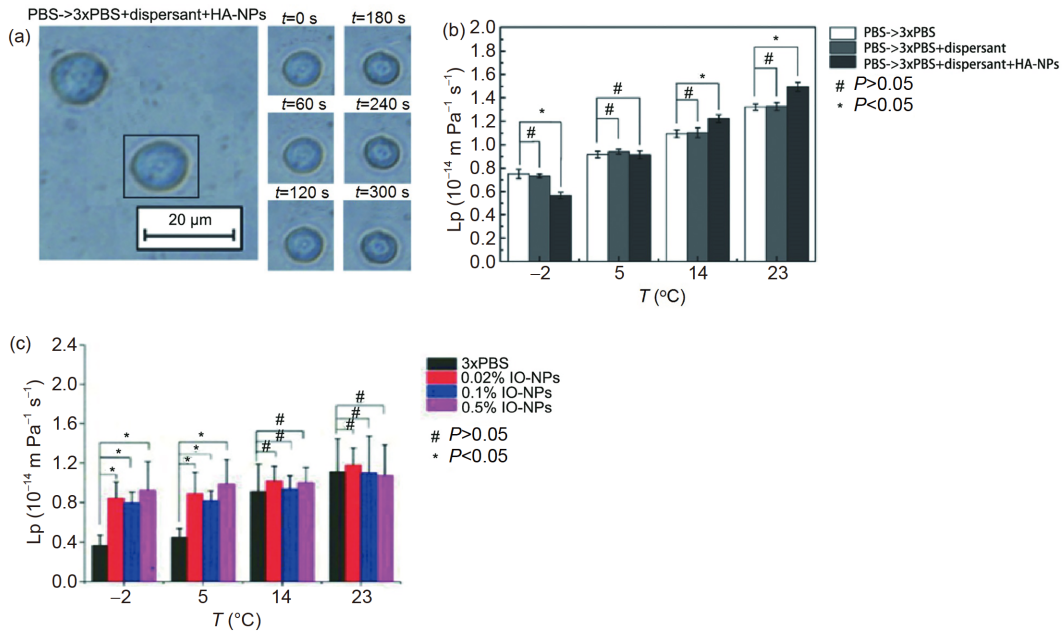 (a)
PBS->3xPBS+dispersant+HA-NPs
t=0 s
t=180 s
t=60 s
t=240 s
t=120 s
t=300 s
20 μm
(b)
Lp (10⁻¹⁴ m Pa⁻¹ s⁻¹)
2.0
1.8
1.6
1.4
1.2
1.0
0.8
0.6
0.4
0.2
0.0
# *
# #
# *
# *
−2 5 14 23
T (°C)
PBS->3xPBS
PBS->3xPBS+dispersant
PBS->3xPBS+dispersant+HA-NPs
# P>0.05
* P<0.05
(c)
Lp (10⁻¹⁴ m Pa⁻¹ s⁻¹)
2.4
2.0
1.6
1.2
0.8
0.4
0.0
* * *
* * *
# # #
# # #
−2 5 14 23
T (°C)
3xPBS
0.02% IO-NPs
0.1% IO-NPs
0.5% IO-NPs
# P>0.05
* P<0.05